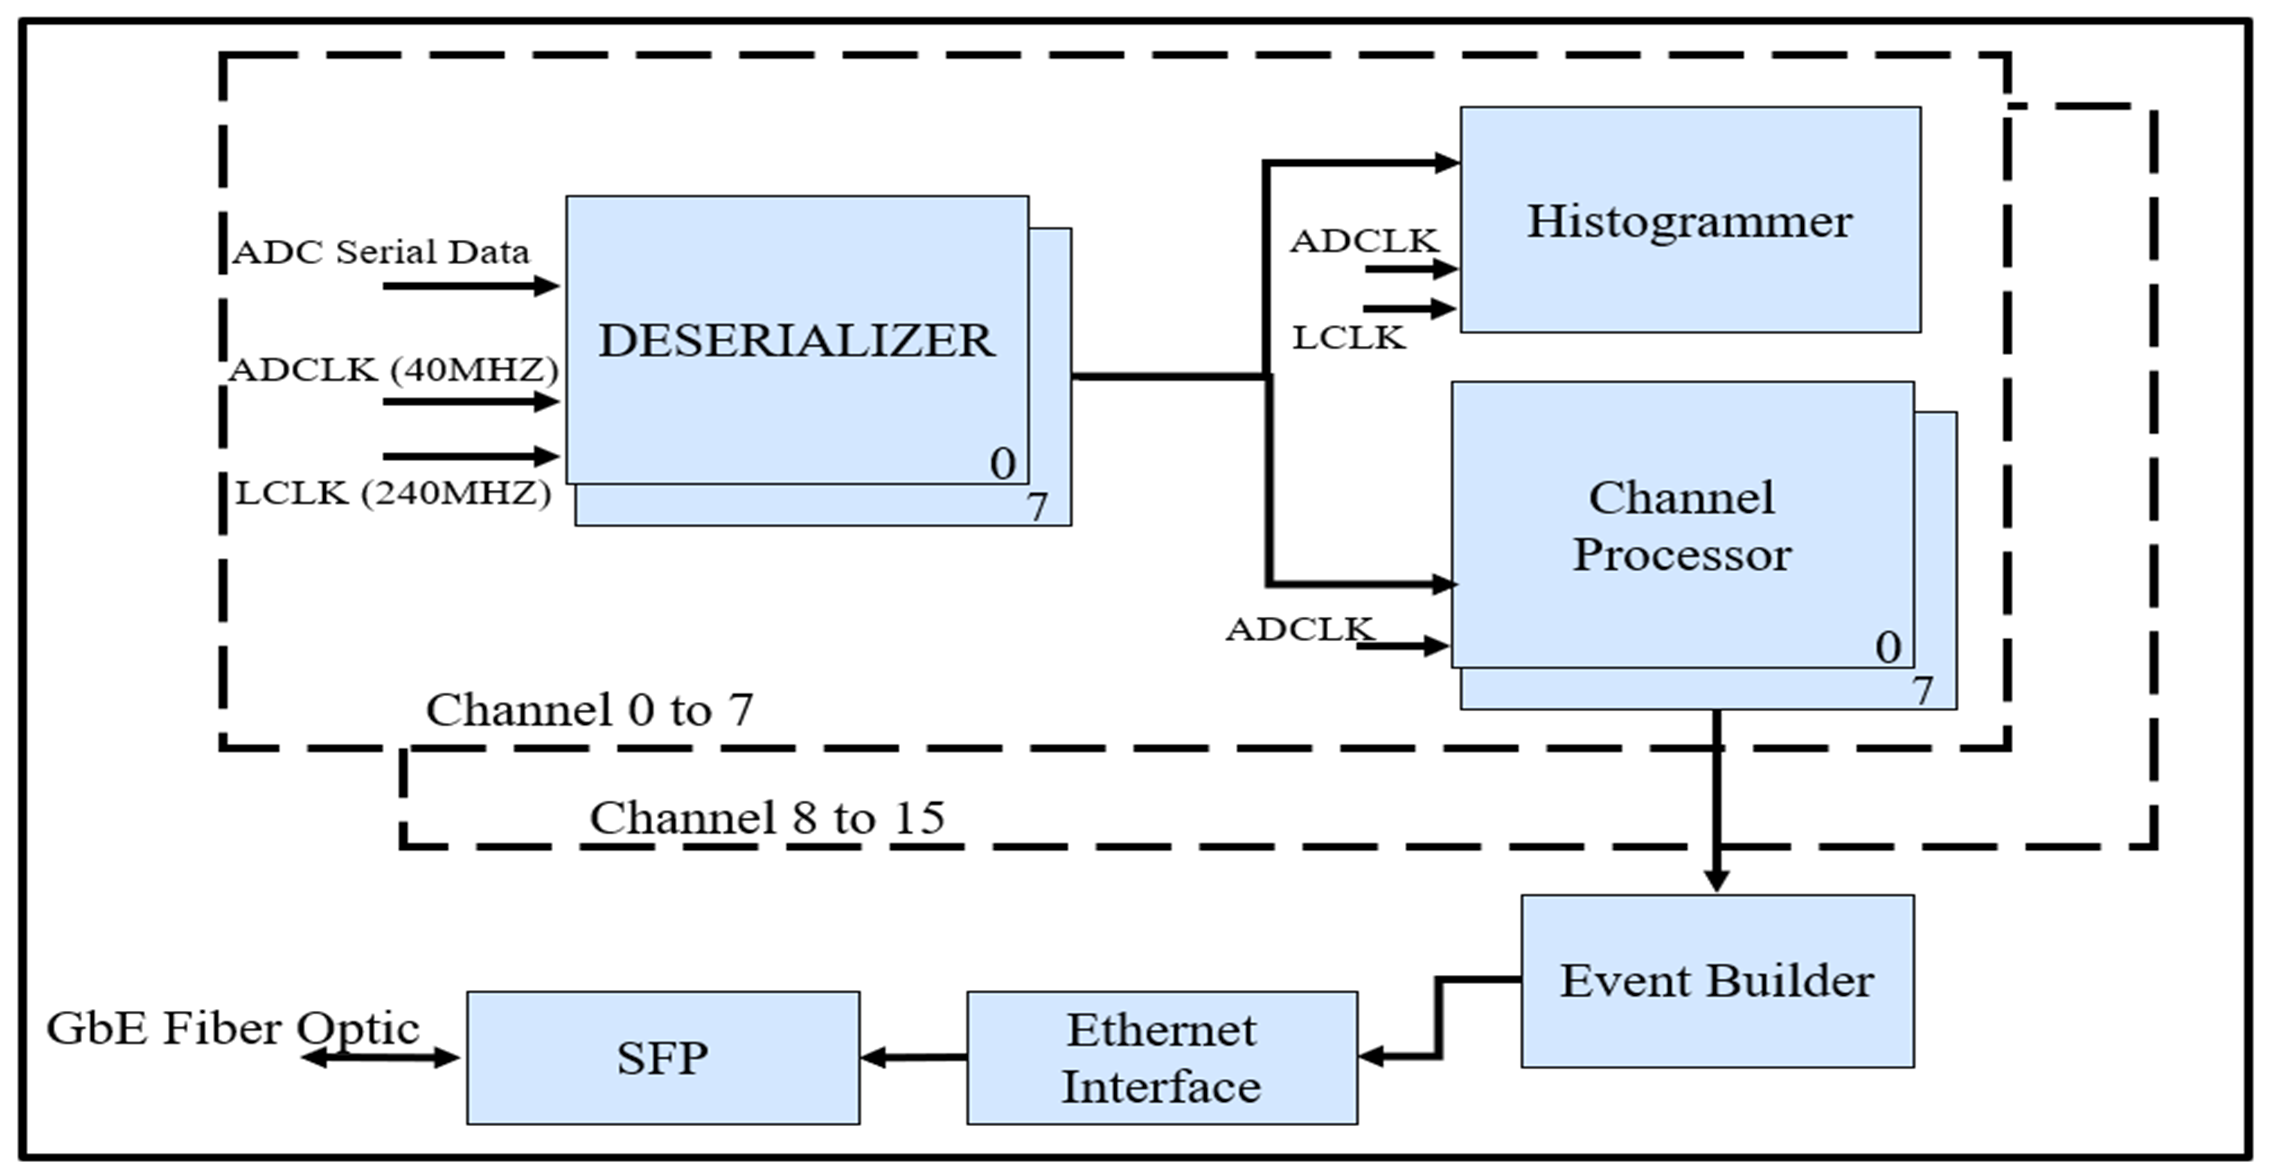 Histogrammer
ADC Serial Data
ADCLK
DESERIALIZER
LCLK
ADCLK (40MHZ)
LCLK (240MHZ)
0
7
Channel
Processor
ADCLK
0
7
Channel 0 to 7
Channel 8 to 15
Event Builder
GbE Fiber Optic
SFP
Ethernet
Interface